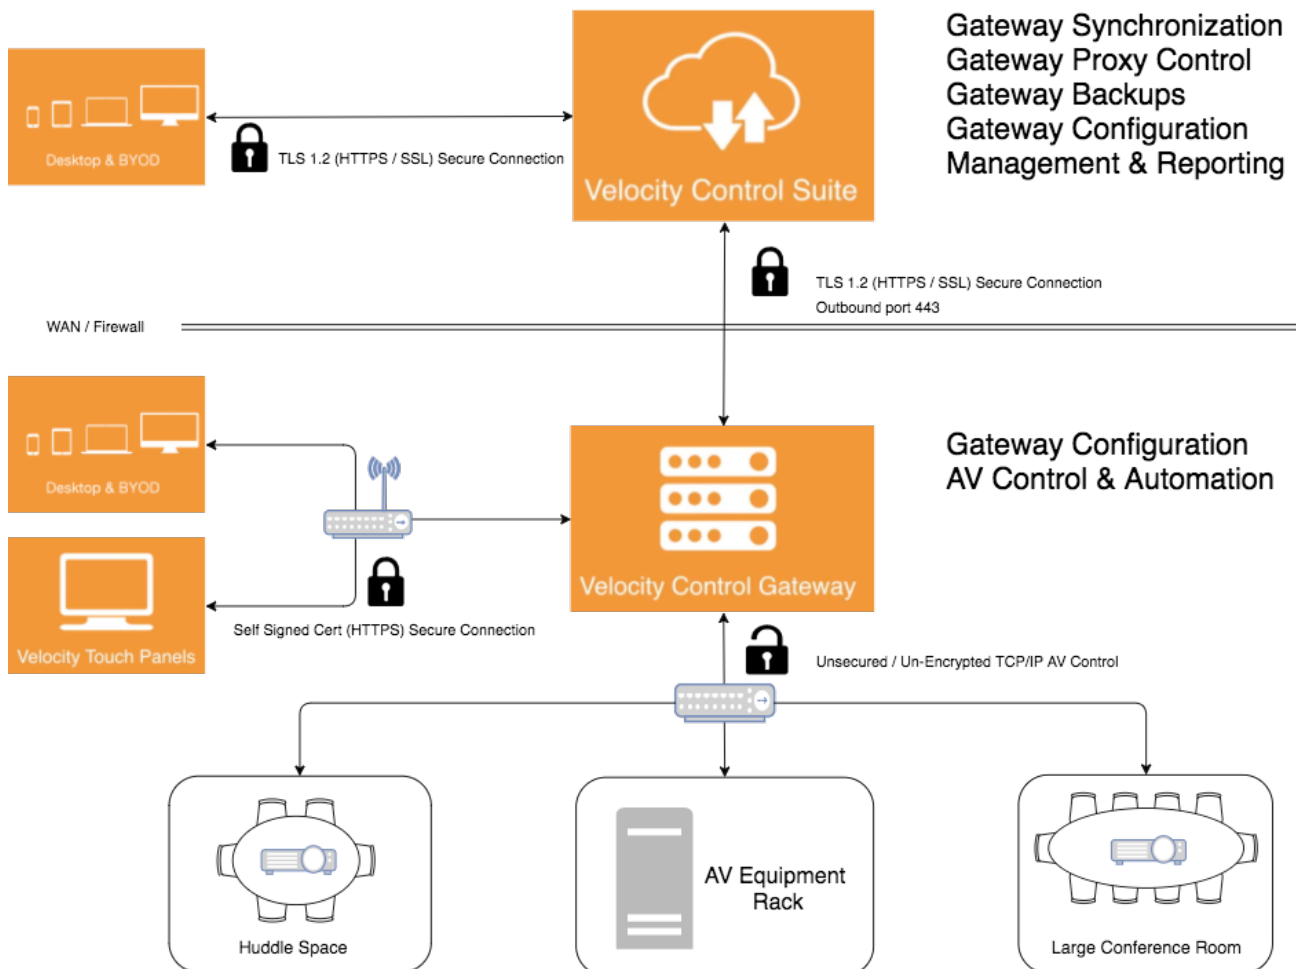 Gateway Synchronization
Gateway Proxy Control
Gateway Backups
Gateway Configuration
Management & Reporting
Desktop & BYOD
TLS 1.2 (HTTPS / SSL) Secure Connection
Velocity Control Suite
TLS 1.2 (HTTPS / SSL) Secure Connection
Outbound port 443
WAN / Firewall
Desktop & BYOD
Gateway Configuration
AV Control & Automation
Velocity Control Gateway
Self Signed Cert (HTTPS) Secure Connection
Velocity Touch Panels
Unsecured / Un-Encrypted TCP/IP AV Control
Huddle Space
AV Equipment
Rack
Large Conference Room